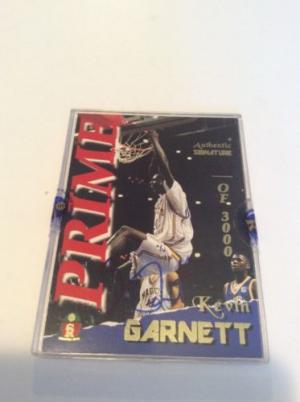 PRIME
Authentic
SIGNATURE
OF 3000
Kevin
GARNETT